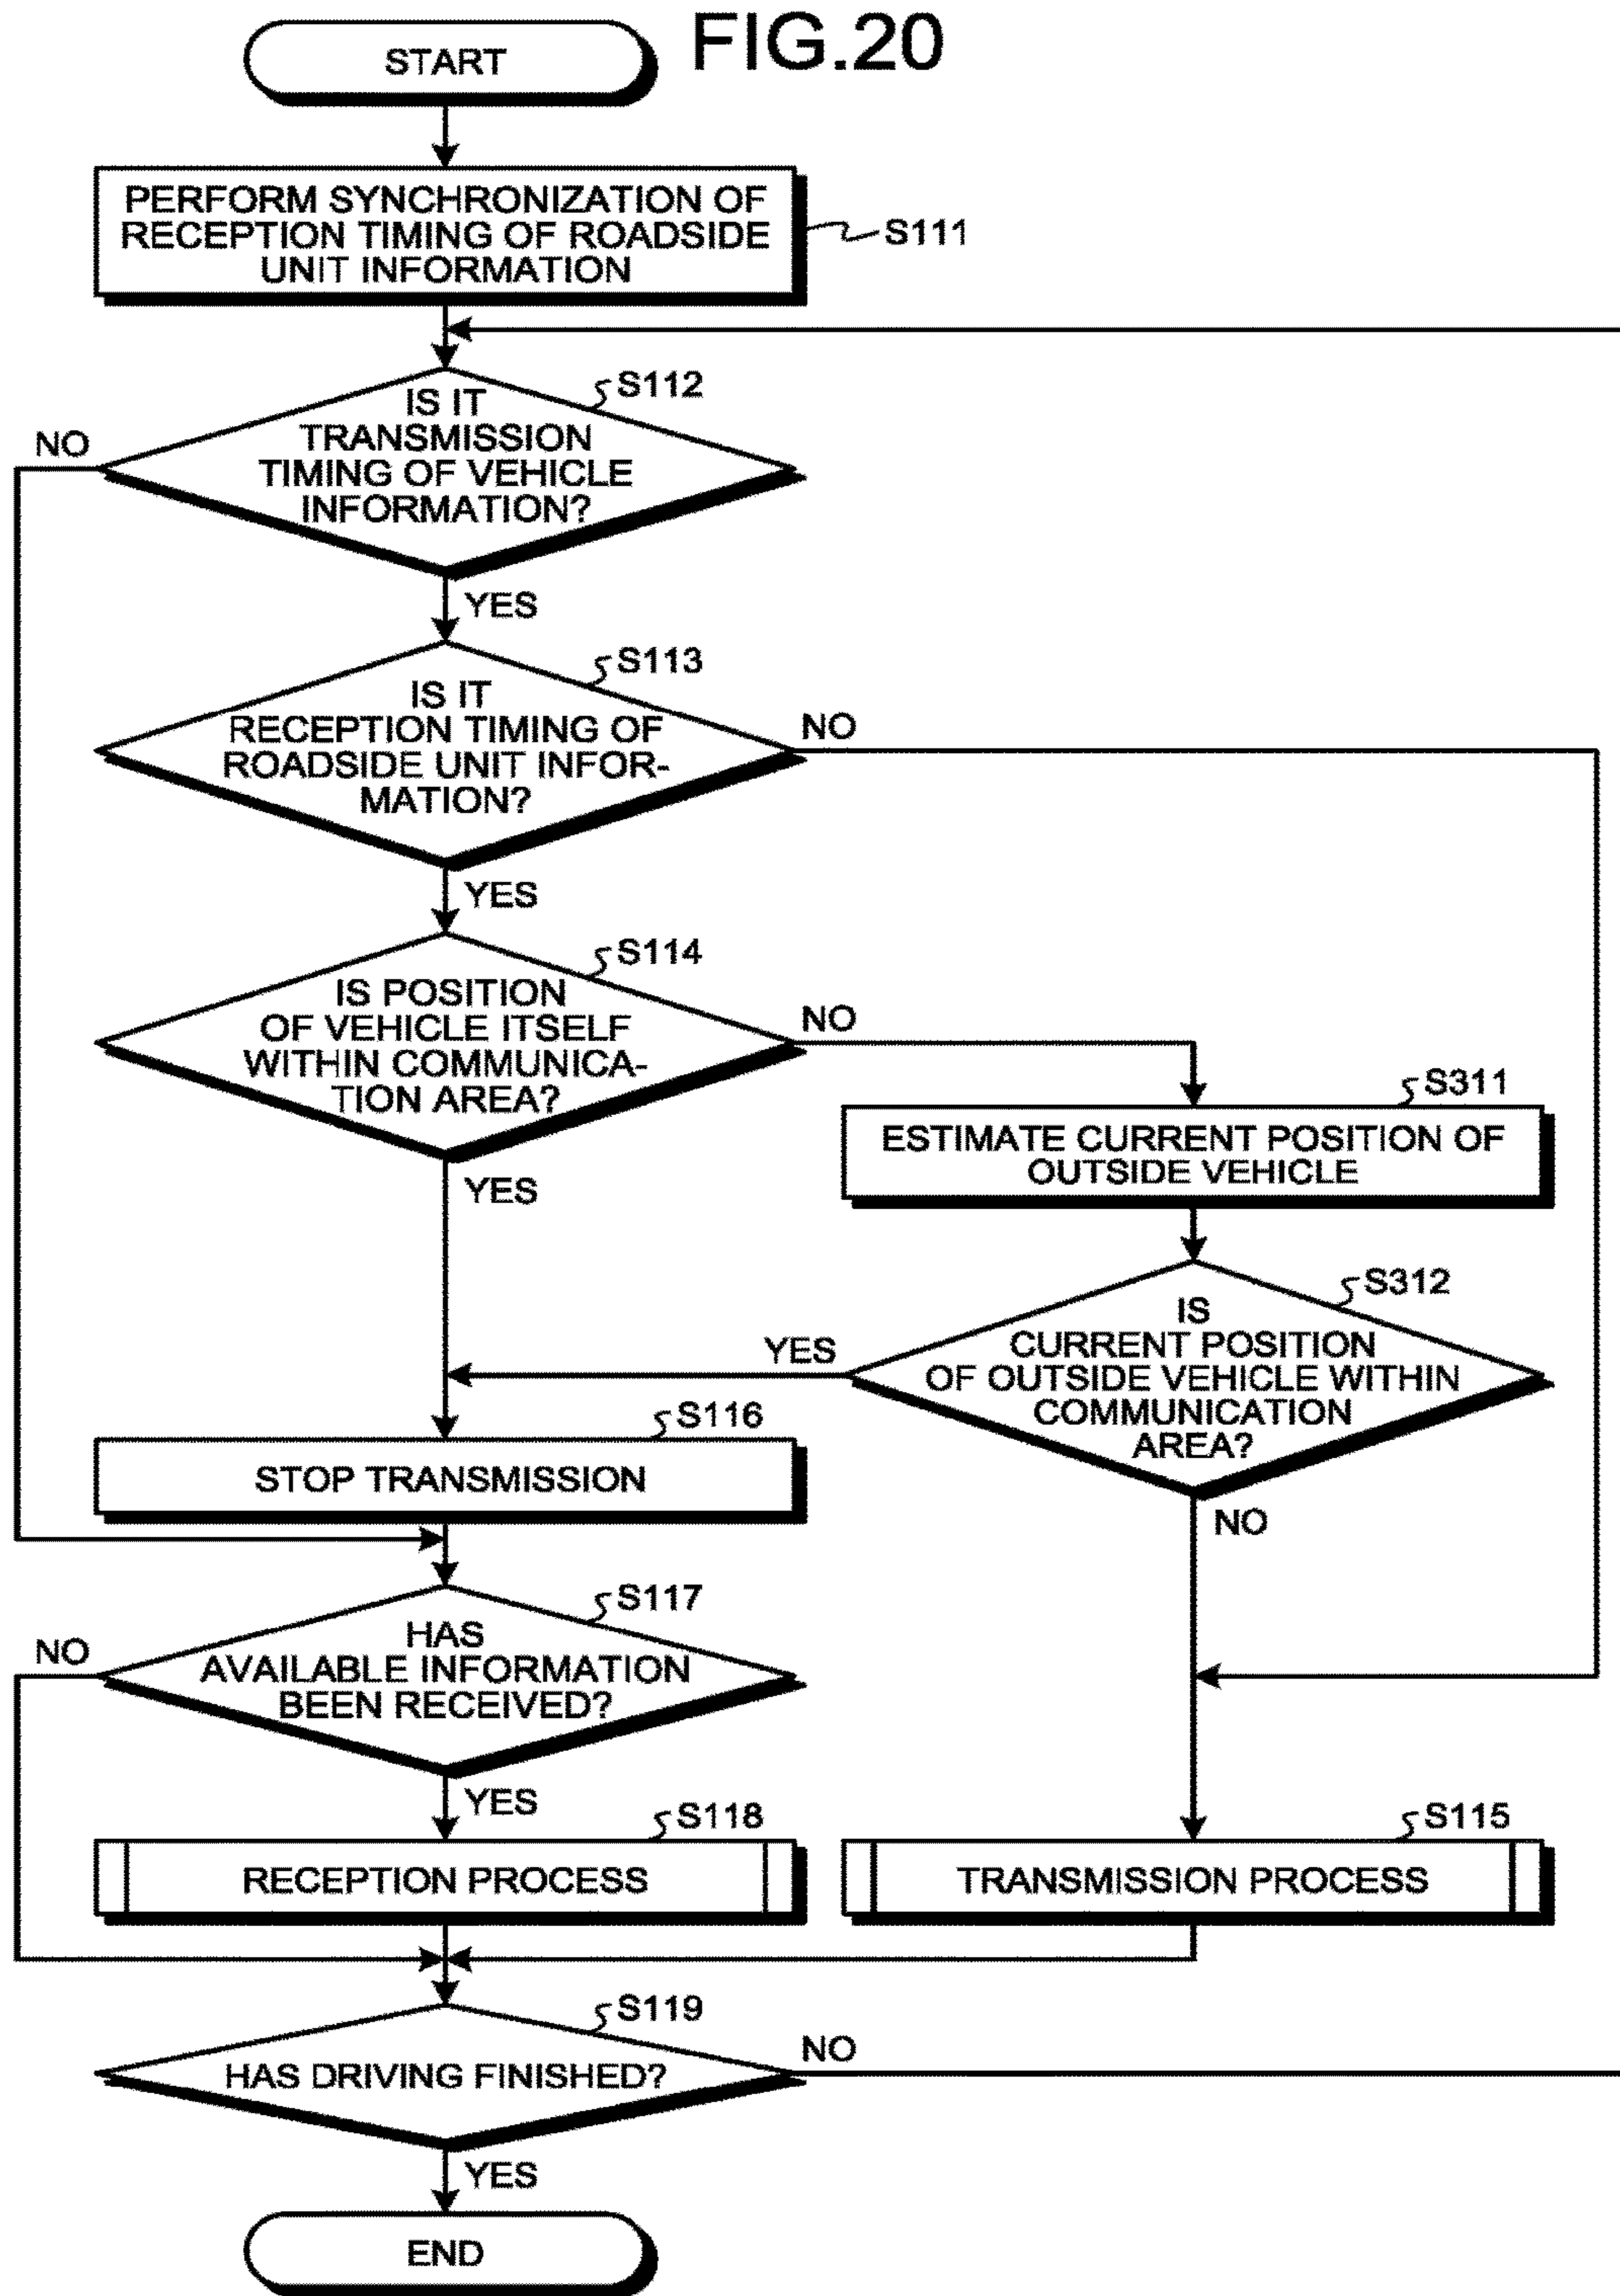 FIG.20
START
PERFORM SYNCHRONIZATION OF
RECEPTION TIMING OF ROADSIDE
UNIT INFORMATION
S111
S112
IS IT
TRANSMISSION
TIMING OF VEHICLE
INFORMATION?
NO
YES
S113
IS IT
RECEPTION TIMING OF
ROADSIDE UNIT INFOR-
MATION?
NO
YES
S114
IS POSITION
OF VEHICLE ITSELF
WITHIN COMMUNICA-
TION AREA?
NO
YES
S311
ESTIMATE CURRENT POSITION OF
OUTSIDE VEHICLE
S312
IS
CURRENT POSITION
OF OUTSIDE VEHICLE WITHIN
COMMUNICATION
AREA?
YES
NO
S116
STOP TRANSMISSION
S117
HAS
AVAILABLE INFORMATION
BEEN RECEIVED?
NO
YES
S118
RECEPTION PROCESS
S115
TRANSMISSION PROCESS
S119
HAS DRIVING FINISHED?
NO
YES
END